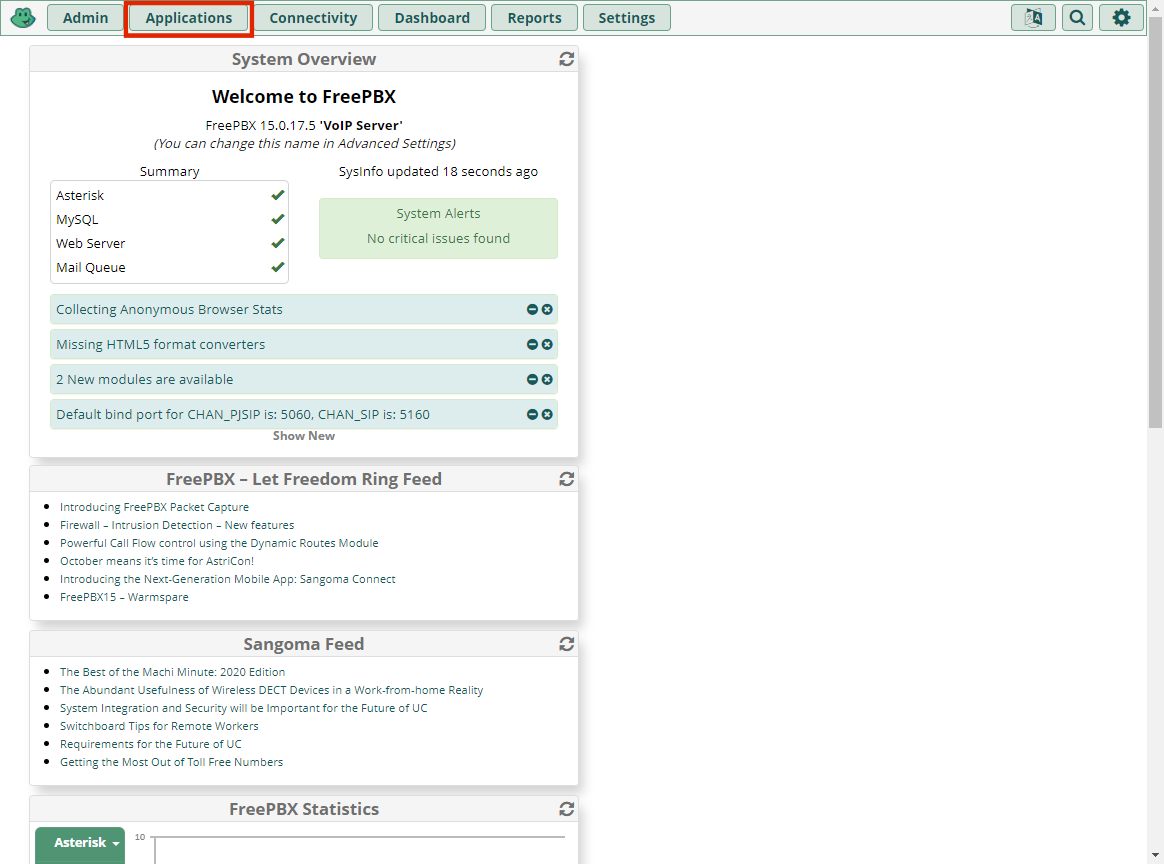 Admin Applications Connectivity Dashboard Reports Settings
System Overview
Welcome to FreePBX
FreePBX 15.0.17.5 'VoIP Server'
(You can change this name in Advanced Settings)
Summary
Asterisk
MySQL
Web Server
Mail Queue
SysInfo updated 18 seconds ago
System Alerts
No critical issues found
Collecting Anonymous Browser Stats
Missing HTML5 format converters
2 New modules are available
Default bind port for CHAN_PJSIP is: 5060, CHAN_SIP is: 5160
Show New
FreePBX – Let Freedom Ring Feed
Introducing FreePBX Packet Capture
Firewall – Intrusion Detection – New features
Powerful Call Flow control using the Dynamic Routes Module
October means it's time for AstriCon!
Introducing the Next-Generation Mobile App: Sangoma Connect
FreePBX15 – Warmspare
Sangoma Feed
The Best of the Machi Minute: 2020 Edition
The Abundant Usefulness of Wireless DECT Devices in a Work-from-home Reality
System Integration and Security will be Important for the Future of UC
Switchboard Tips for Remote Workers
Requirements for the Future of UC
Getting the Most Out of Toll Free Numbers
FreePBX Statistics
Asterisk
10